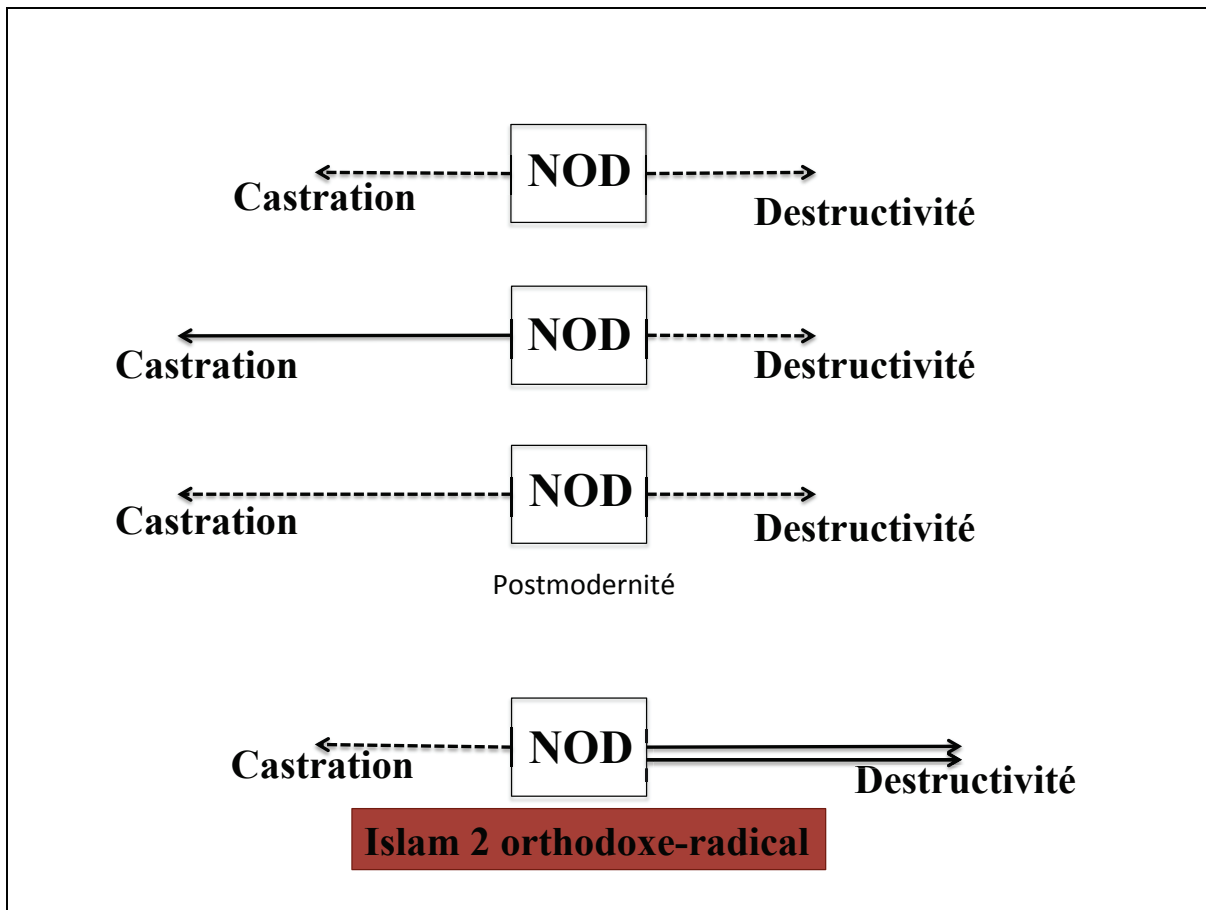 NOD
Castration
Destructivité
NOD
Castration
Destructivité
NOD
Castration
Destructivité
Postmodernité
NOD
Castration
Destructivité
Islam 2 orthodoxe-radical